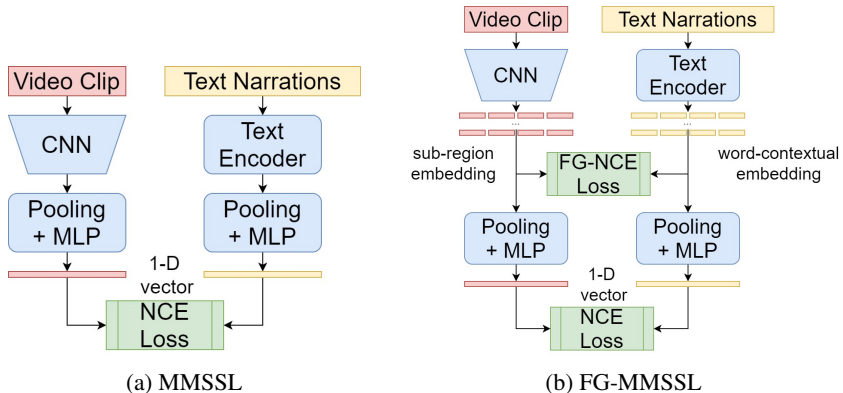 Video Clip
Text Narrations
CNN
Text
Encoder
Pooling
+ MLP
Pooling
+ MLP
1-D
vector
NCE
Loss
(a) MMSSL
Video Clip
Text Narrations
CNN
Text
Encoder
...
...
sub-region
embedding
FG-NCE
Loss
word-contextual
embedding
Pooling
+ MLP
Pooling
+ MLP
1-D
vector
NCE
Loss
(b) FG-MMSSL